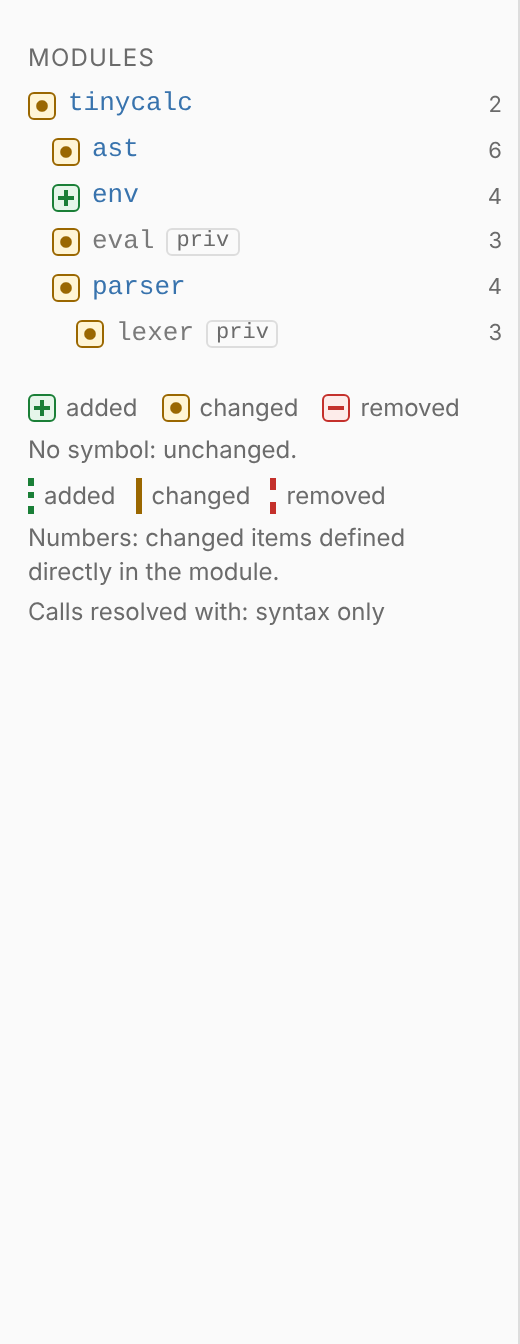 MODULES
tinycalc 2
ast 6
env 4
eval priv 3
parser 4
lexer priv 3
added changed removed
No symbol: unchanged.
added changed removed
Numbers: changed items defined
directly in the module.
Calls resolved with: syntax only